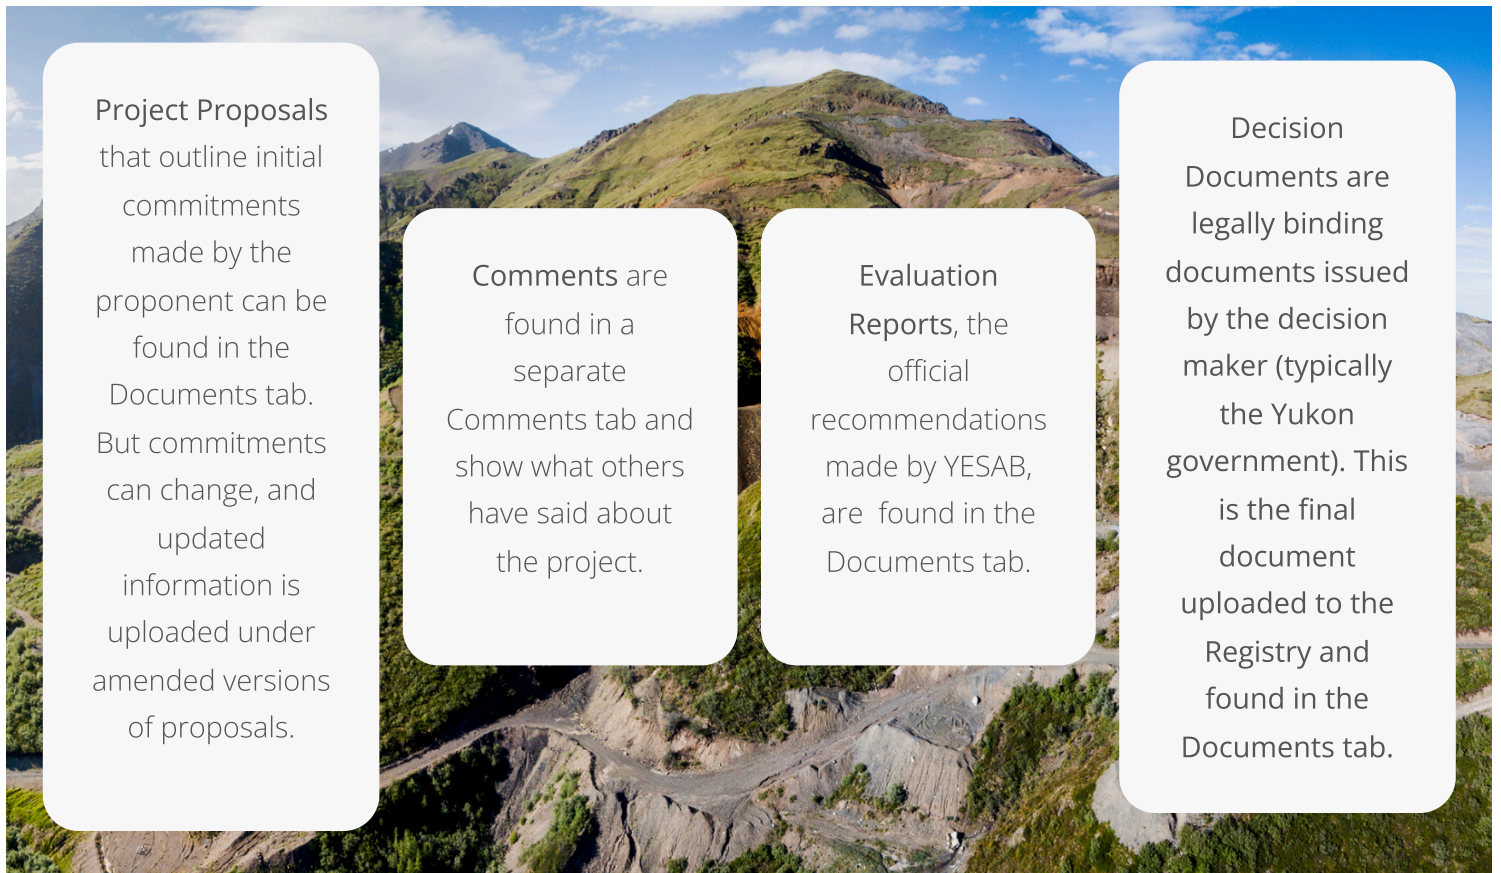 Project Proposals
that outline initial
commitments
made by the
proponent can be
found in the
Documents tab.
But commitments
can change, and
updated
information is
uploaded under
amended versions
of proposals.
Comments are
found in a
separate
Comments tab and
show what others
have said about
the project.
Evaluation
Reports, the
official
recommendations
made by YESAB,
are  found in the
Documents tab.
Decision
Documents are
legally binding
documents issued
by the decision
maker (typically
the Yukon
government). This
is the final
document
uploaded to the
Registry and
found in the
Documents tab.